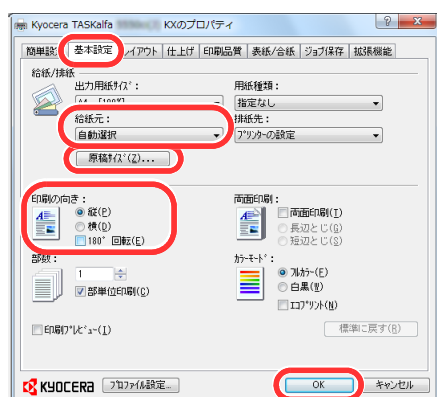 Kyocera TASKalfa KXのプロパティ
簡単設 基本設定 レイアウト 仕上げ 印刷品質 表紙/合紙 ジョブ保存 拡張機能
給紙/排紙
出力用紙サイズ: 用紙種類:
A4 [100%] 指定なし
給紙元: 排紙先:
自動選択 プリンターの設定
原稿サイズ(Z)...
印刷の向き: 両面印刷:
縦(P) 両面印刷(T)
横(O) 長辺とじ(G)
180° 回転(E) 短辺とじ(S)
部数: カラーモード:
1 フルカラー(F)
部単位印刷(C) 白黒(W)
エコプリント(N)
印刷プレビュー(I) 標準に戻す(R)
KYOCERA プロファイル設定... OK キャンセル